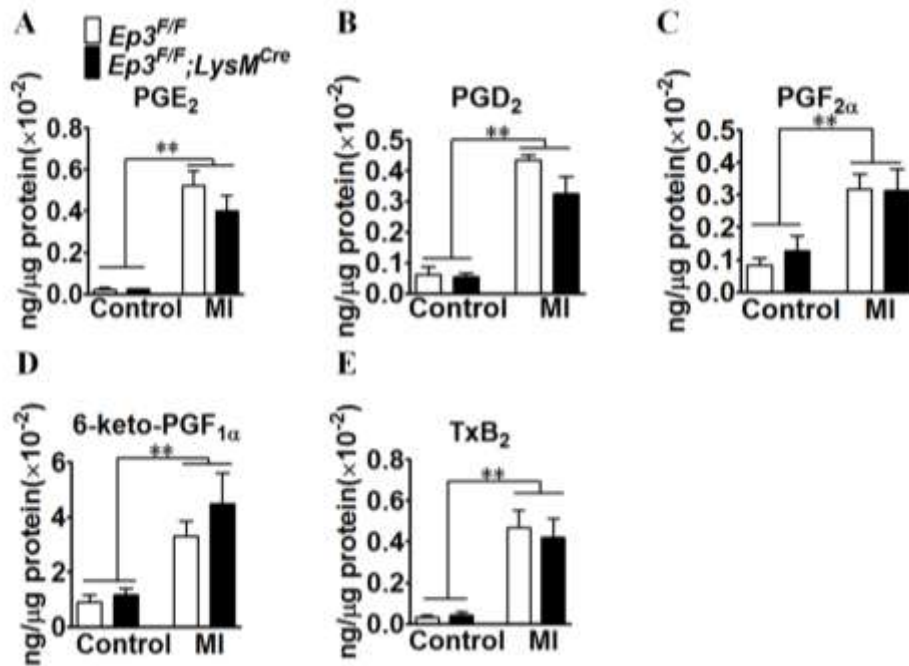 A
Ep3^F/F
Ep3^F/F;LysM^Cre
PGE₂
ng/μg protein(×10⁻²)
0.8
0.6
0.4
0.2
0.0
**
Control MI
B
PGD₂
ng/μg protein(×10⁻²)
0.5
0.4
0.3
0.2
0.1
0.0
**
Control MI
C
PGF₂α
ng/μg protein(×10⁻²)
0.5
0.4
0.3
0.2
0.1
0.0
**
Control MI
D
6-keto-PGF₁α
ng/μg protein(×10⁻²)
6
4
2
0
**
Control MI
E
TxB₂
ng/μg protein(×10⁻²)
0.8
0.6
0.4
0.2
0.0
**
Control MI